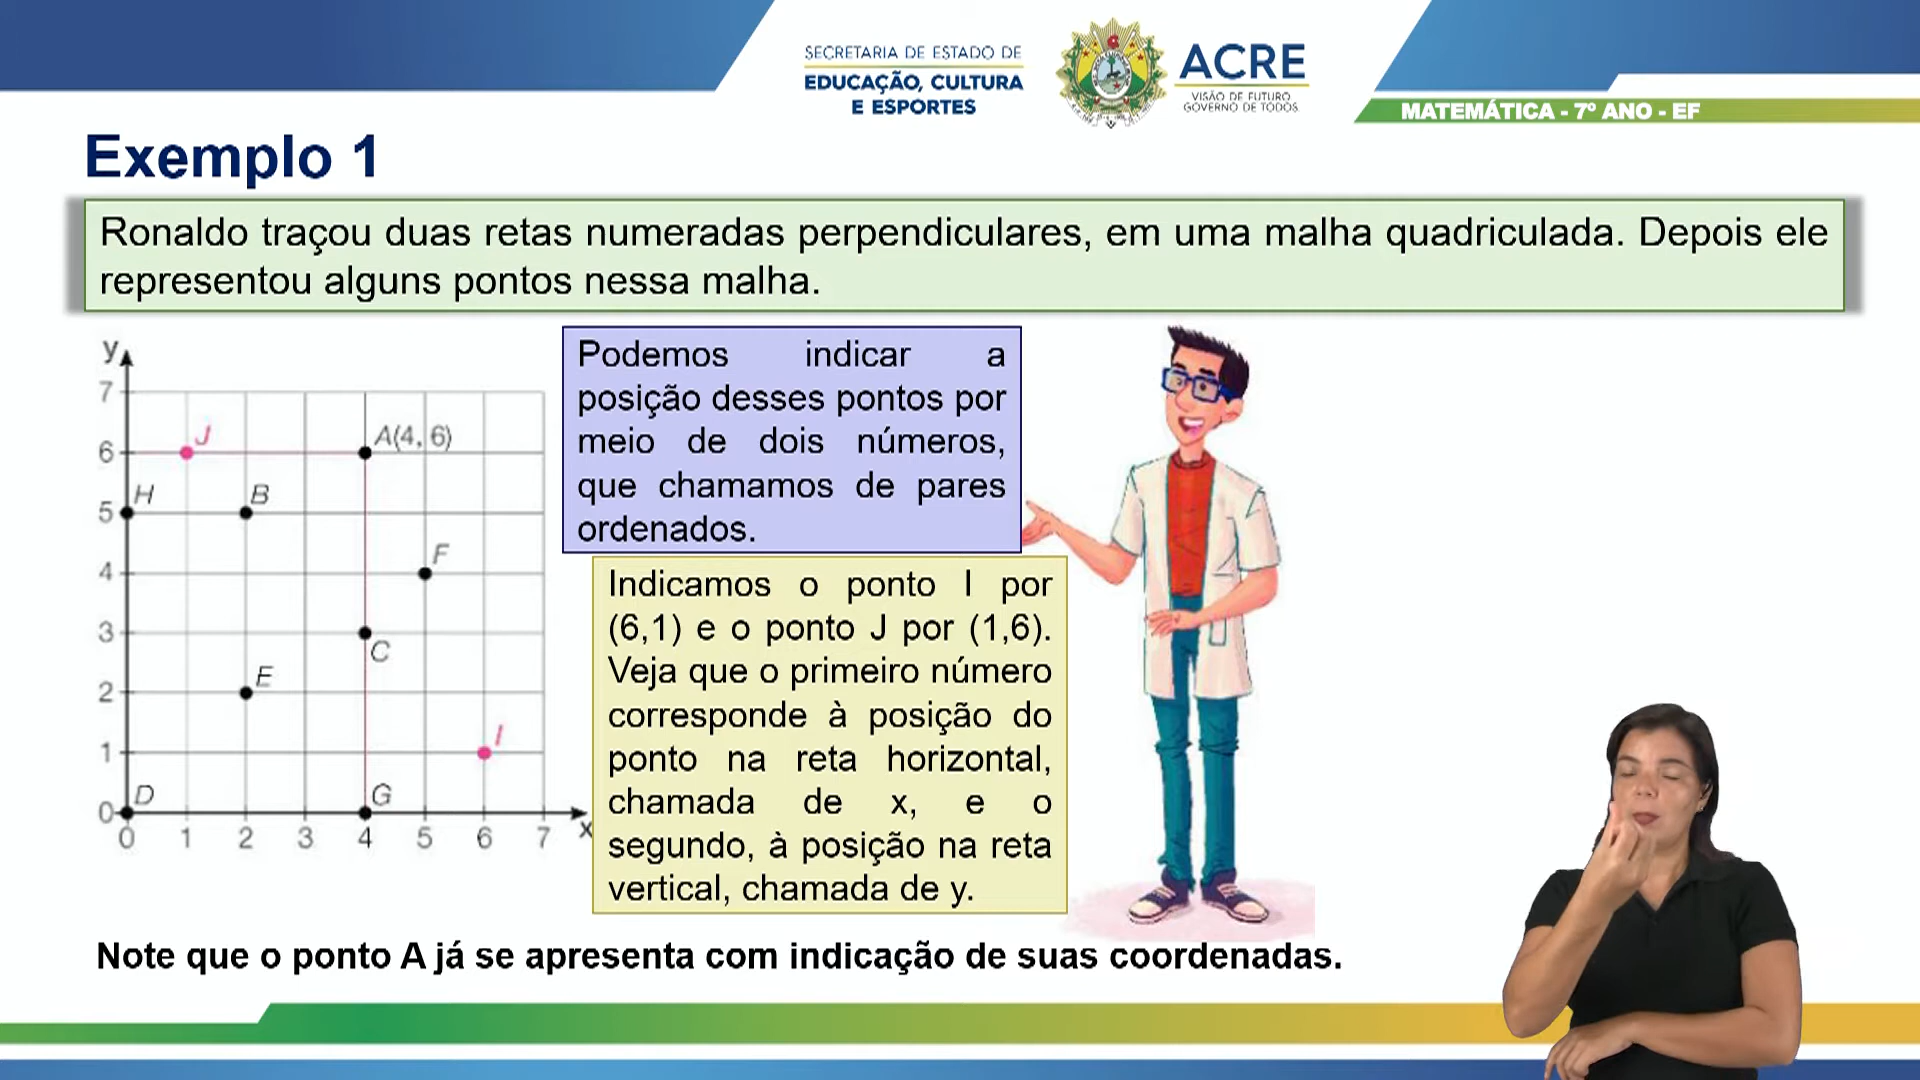 SECRETARIA DE ESTADO DE
EDUCAÇÃO, CULTURA
E ESPORTES
ACRE
VISÃO DE FUTURO
GOVERNO DE TODOS
MATEMÁTICA - 7º ANO - EF
Exemplo 1
Ronaldo traçou duas retas numeradas perpendiculares, em uma malha quadriculada. Depois ele
representou alguns pontos nessa malha.
y
7
J
A(4, 6)
6
H
B
5
F
4
3
C
E
2
I
1
D
G
0
0 1 2 3 4 5 6 7
x
Podemos indicar a
posição desses pontos por
meio de dois números,
que chamamos de pares
ordenados.
Indicamos o ponto I por
(6,1) e o ponto J por (1,6).
Veja que o primeiro número
corresponde à posição do
ponto na reta horizontal,
chamada de x, e o
segundo, à posição na reta
vertical, chamada de y.
Note que o ponto A já se apresenta com indicação de suas coordenadas.